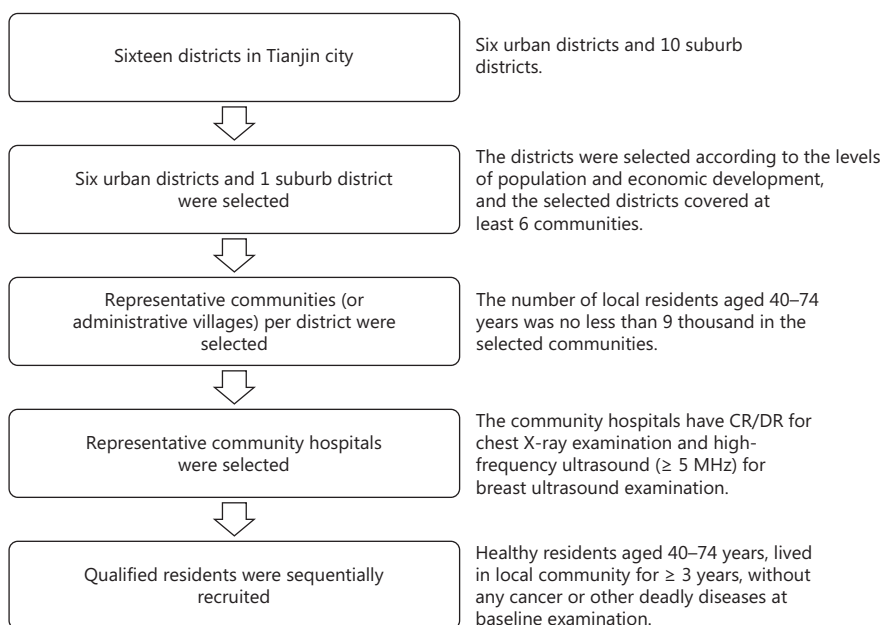 Sixteen districts in Tianjin city
Six urban districts and 10 suburb
districts.
Six urban districts and 1 suburb district
were selected
The districts were selected according to the levels
of population and economic development,
and the selected districts covered at
least 6 communities.
Representative communities (or
administrative villages) per district were
selected
The number of local residents aged 40–74
years was no less than 9 thousand in the
selected communities.
Representative community hospitals
were selected
The community hospitals have CR/DR for
chest X-ray examination and high-
frequency ultrasound (≥ 5 MHz) for
breast ultrasound examination.
Qualified residents were sequentially
recruited
Healthy residents aged 40–74 years, lived
in local community for ≥ 3 years, without
any cancer or other deadly diseases at
baseline examination.